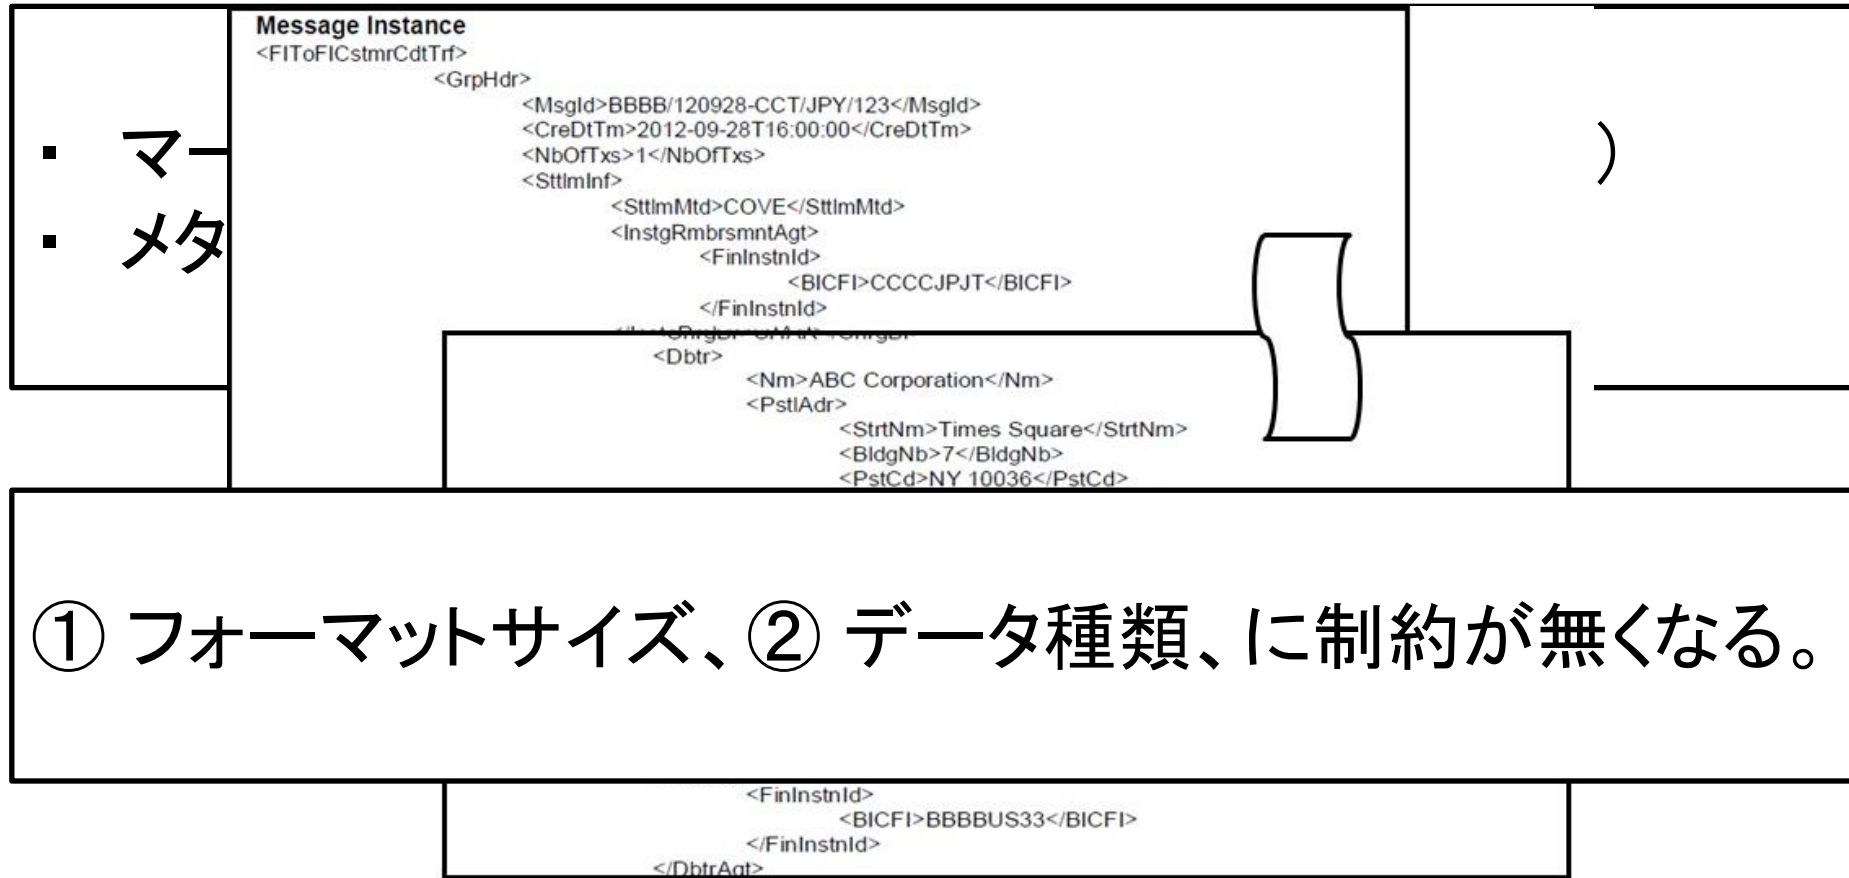 Message Instance
<FIToFICstmrCdtTrf>
<GrpHdr>
<MsgId>BBBB/120928-CCT/JPY/123</MsgId>
<CreDtTm>2012-09-28T16:00:00</CreDtTm>
<NbOfTxs>1</NbOfTxs>
<SttlmInf>
<SttlmMtd>COVE</SttlmMtd>
<InstgRmbrsmntAgt>
<FinInstnId>
<BICFI>CCCCJPJT</BICFI>
</FinInstnId>
▪ マー ）
▪ メタ
<Dbtr>
<Nm>ABC Corporation</Nm>
<PstlAdr>
<StrtNm>Times Square</StrtNm>
<BldgNb>7</BldgNb>
<PstCd>NY 10036</PstCd>
① フォーマットサイズ、② データ種類、に制約が無くなる。
<FinInstnId>
<BICFI>BBBBUS33</BICFI>
</FinInstnId>
</DbtrAgt>